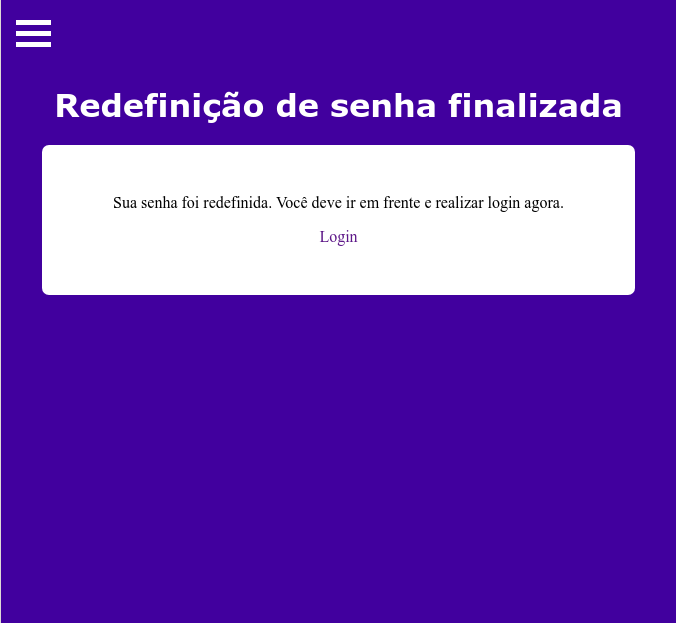 Redefinição de senha finalizada
Sua senha foi redefinida. Você deve ir em frente e realizar login agora.
Login